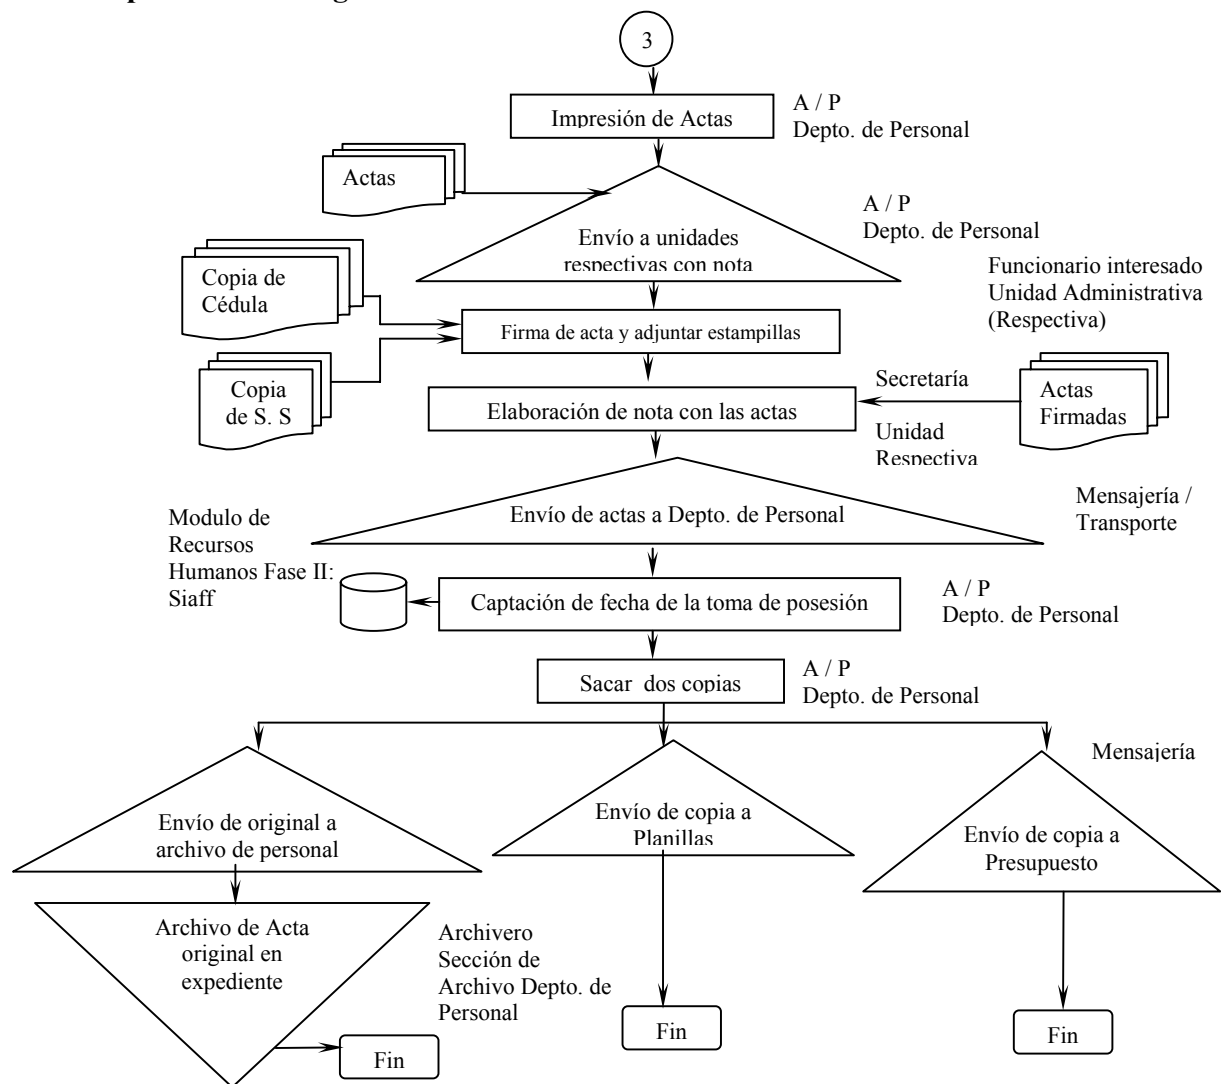 3
Impresión de Actas
A / P
Depto. de Personal
Actas
Envío a unidades
respectivas con nota
A / P
Depto. de Personal
Copia de
Cédula
Funcionario interesado
Unidad Administrativa
(Respectiva)
Firma de acta y adjuntar estampillas
Copia
de S. S
Elaboración de nota con las actas
Secretaría
Unidad
Respectiva
Actas
Firmadas
Envío de actas a Depto. de Personal
Mensajería /
Transporte
Modulo de
Recursos
Humanos Fase II:
Siaff
Captación de fecha de la toma de posesión
A / P
Depto. de Personal
Sacar dos copias
A / P
Depto. de Personal
Mensajería
Envío de original a
archivo de personal
Envío de copia a
Planillas
Envío de copia a
Presupuesto
Archivo de Acta
original en
expediente
Archivero
Sección de
Archivo Depto. de
Personal
Fin
Fin
Fin